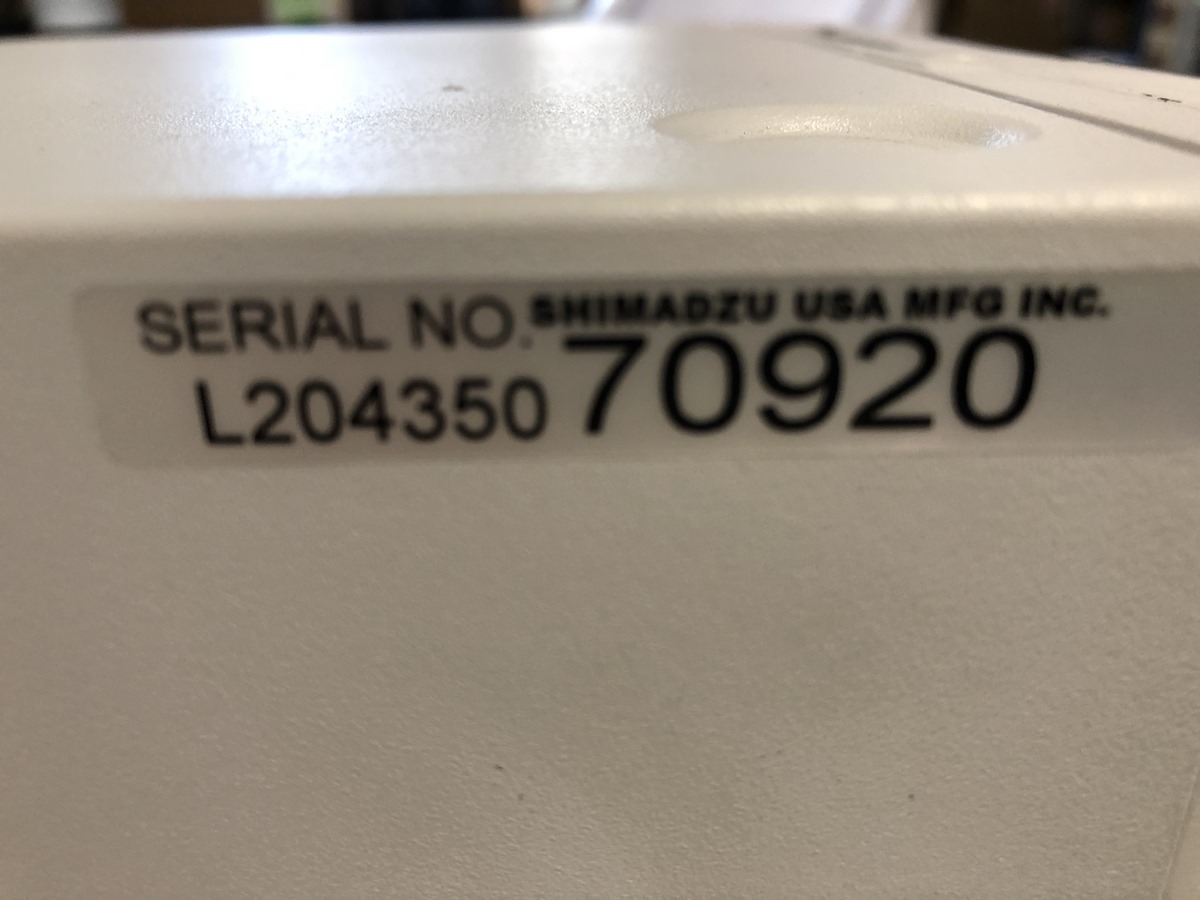 SERIAL NO. SHIMADZU USA MFG INC.
L204350 70920